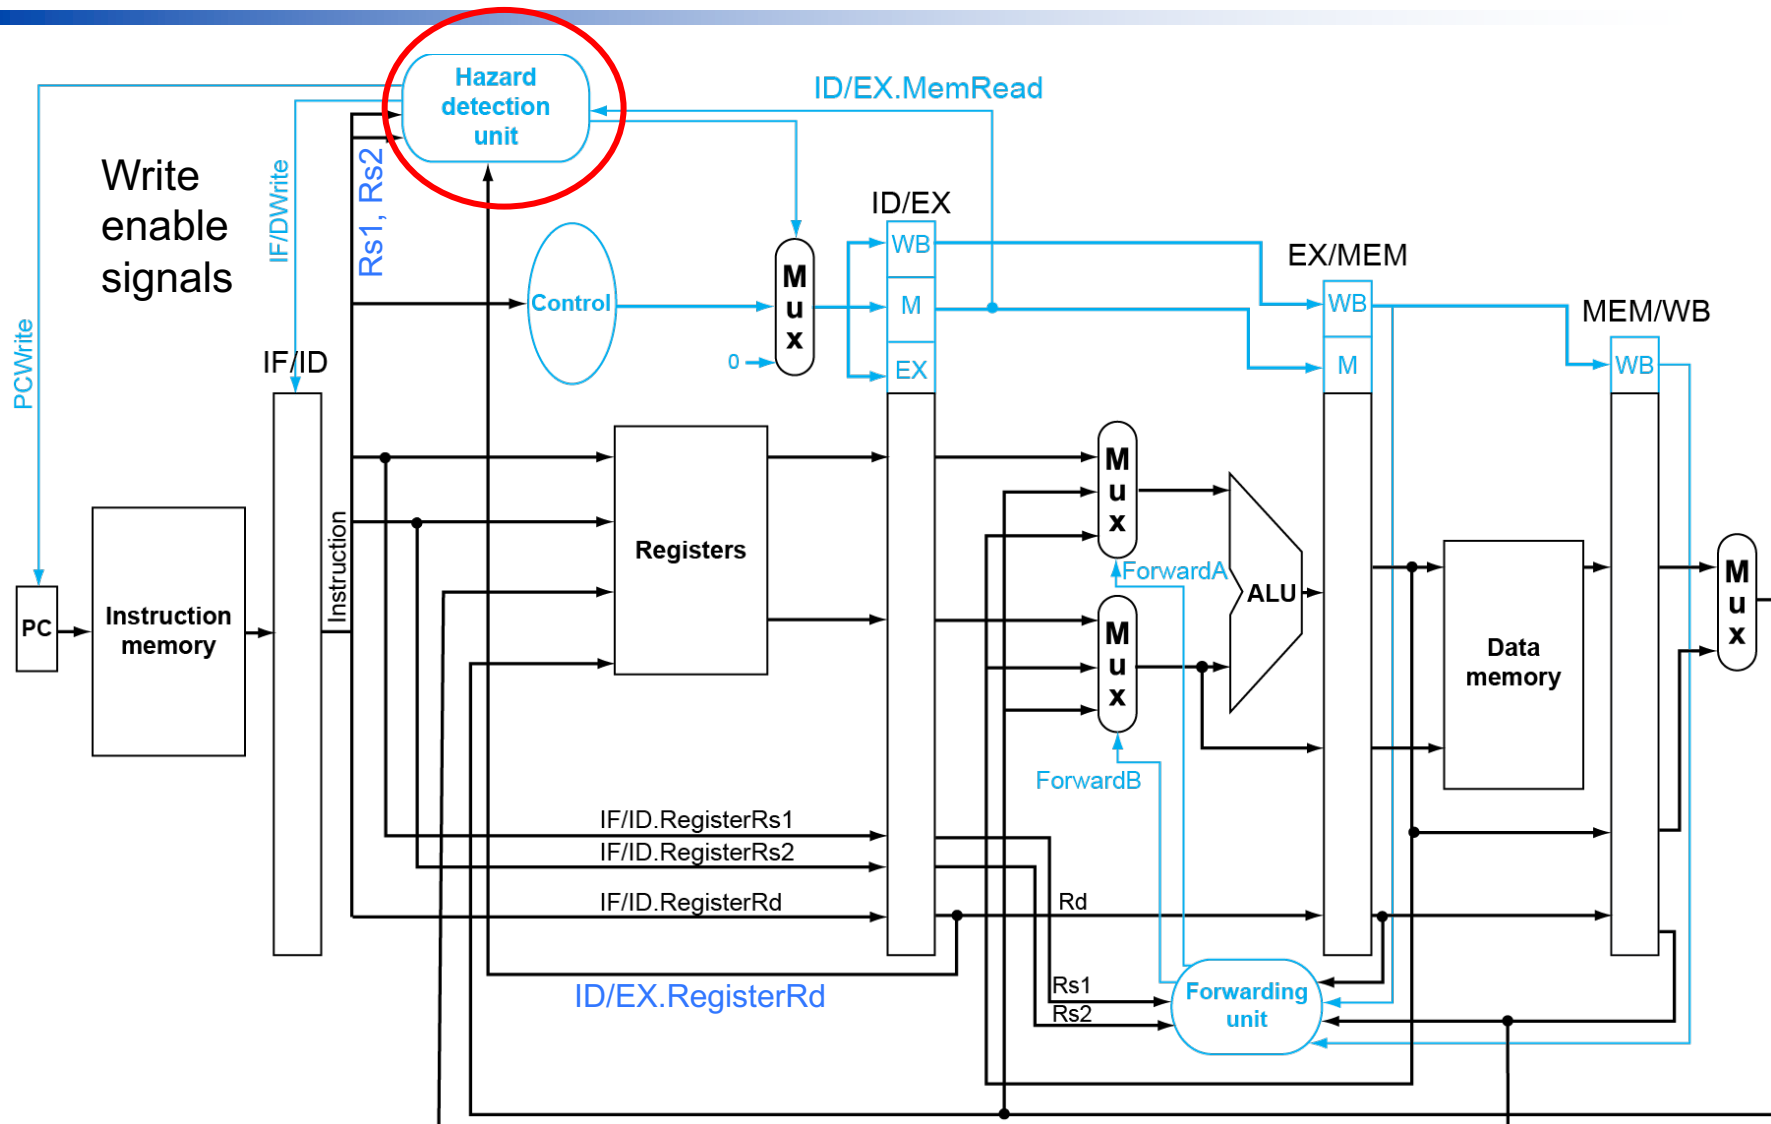 Hazard
detection
unit
ID/EX.MemRead
Write
enable
signals
IF/DWrite
Rs1, Rs2
PCWrite
ID/EX
WB
M
EX
Control
M
u
x
0
EX/MEM
WB
M
MEM/WB
WB
IF/ID
Instruction
PC
Instruction
memory
Registers
M
u
x
ForwardA
M
u
x
ForwardB
ALU
Data
memory
M
u
x
IF/ID.RegisterRs1
IF/ID.RegisterRs2
IF/ID.RegisterRd
Rd
ID/EX.RegisterRd
Rs1
Rs2
Forwarding
unit